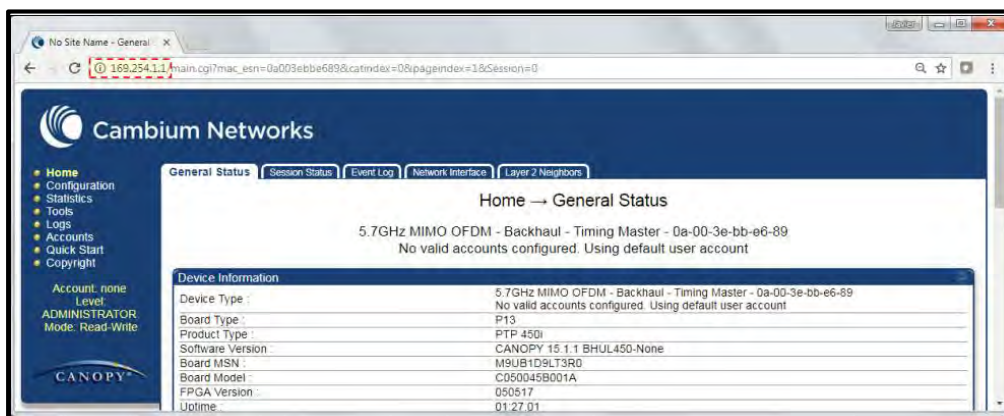 No Site Name - General
169.254.1.1/main.cgi?mac_esn=0a003ebbe689&catindex=0&pageindex=1&Session=0
Cambium Networks
Home
Configuration
Statistics
Tools
Logs
Accounts
Quick Start
Copyright
Account: none
Level:
ADMINISTRATOR
Mode: Read-Write
CANOPY
General Status Session Status Event Log Network Interface Layer 2 Neighbors
Home → General Status
5.7GHz MIMO OFDM - Backhaul - Timing Master - 0a-00-3e-bb-e6-89
No valid accounts configured. Using default user account
Device Information
Device Type : 5.7GHz MIMO OFDM - Backhaul - Timing Master - 0a-00-3e-bb-e6-89
No valid accounts configured. Using default user account
Board Type : P13
Product Type : PTP 450i
Software Version : CANOPY 15.1.1 BHUL450-None
Board MSN : M9UB1D9LT3R0
Board Model : C050045B001A
FPGA Version : 050517
Uptime : 01:27:01